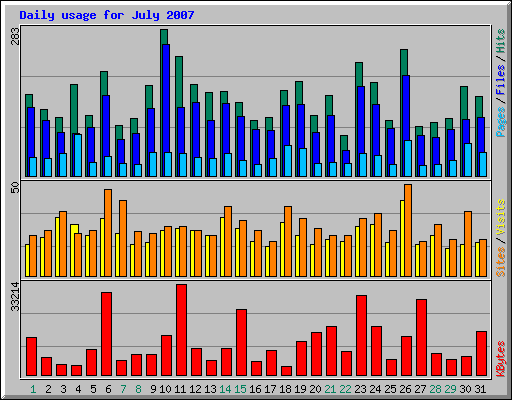 Daily usage for July 2007
283
Pages / Files / Hits
50
Sites / Visits
33214
KBytes
1 2 3 4 5 6 7 8 9 10 11 12 13 14 15 16 17 18 19 20 21 22 23 24 25 26 27 28 29 30 31